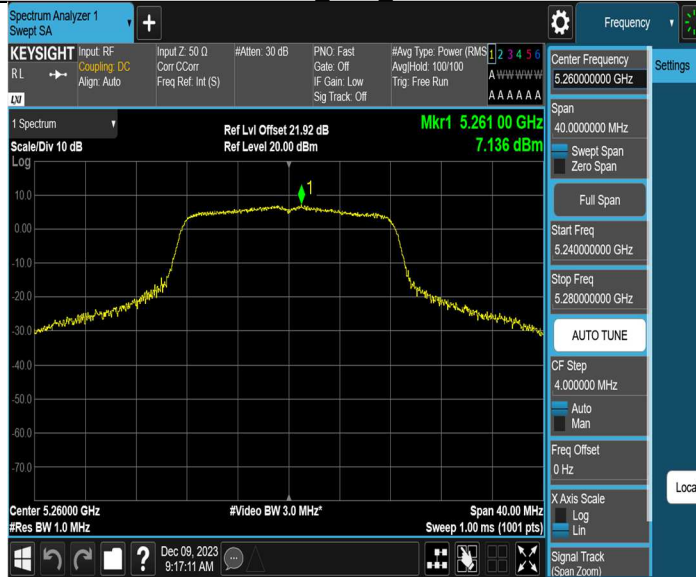 Spectrum Analyzer 1
Swept SA
+
Frequency
KEYSIGHT
RL
LXI
Input: RF
Coupling: DC
Align: Auto
Input Z: 50 Ω
Corr CCorr
Freq Ref: Int (S)
#Atten: 30 dB
PNO: Fast
Gate: Off
IF Gain: Low
Sig Track: Off
#Avg Type: Power (RMS
Avg|Hold: 100/100
Trig: Free Run
1 2 3 4 5 6
A W W W W W
A A A A A A
1 Spectrum
Scale/Div 10 dB
Log
Ref Lvl Offset 21.92 dB
Ref Level 20.00 dBm
Mkr1 5.261 00 GHz
7.136 dBm
1
10.0
0.00
-10.0
-20.0
-30.0
-40.0
-50.0
-60.0
-70.0
Center 5.26000 GHz
#Res BW 1.0 MHz
#Video BW 3.0 MHz*
Span 40.00 MHz
Sweep 1.00 ms (1001 pts)
?
Dec 09, 2023
9:17:11 AM
Center Frequency
5.260000000 GHz
Span
40.0000000 MHz
Swept Span
Zero Span
Full Span
Start Freq
5.240000000 GHz
Stop Freq
5.280000000 GHz
AUTO TUNE
CF Step
4.000000 MHz
Auto
Man
Freq Offset
0 Hz
X Axis Scale
Log
Lin
Signal Track
(Span Zoom)
Settings
Loca